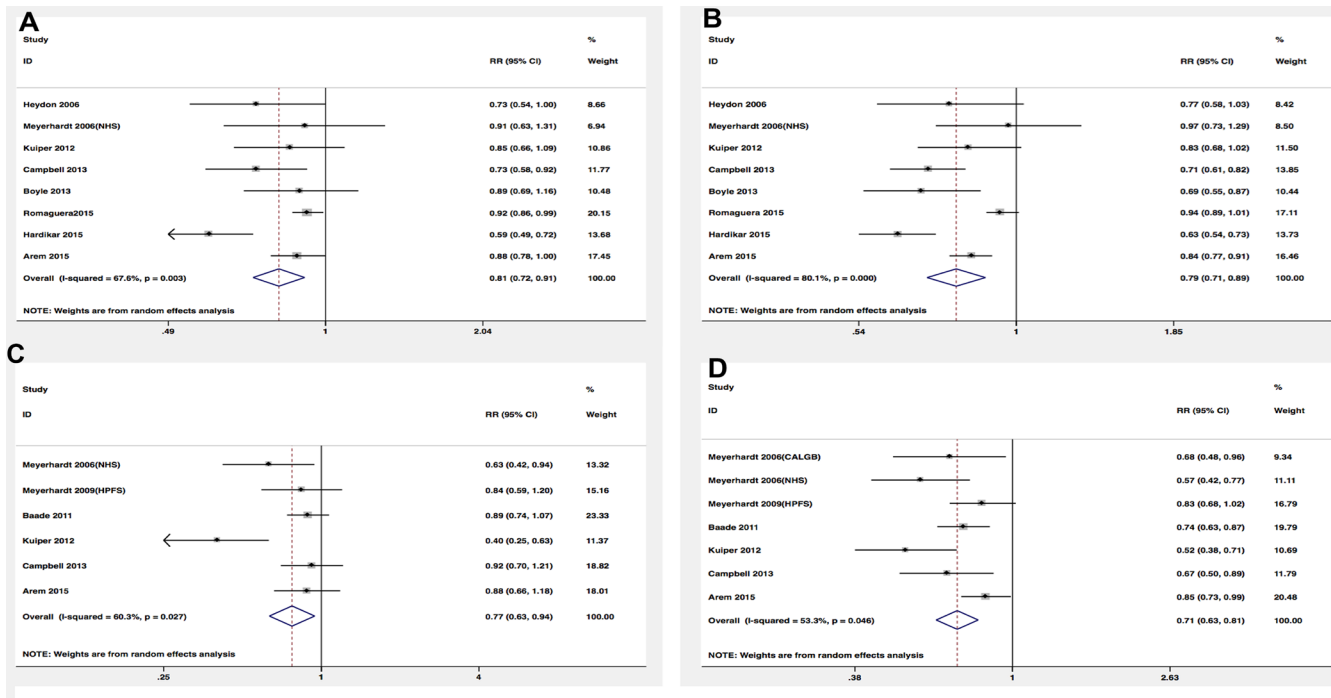 A
Study %
ID RR (95% CI) Weight
Heydon 2006 0.73 (0.54, 1.00) 8.66
Meyerhardt 2006(NHS) 0.91 (0.63, 1.31) 6.94
Kuiper 2012 0.85 (0.66, 1.09) 10.86
Campbell 2013 0.73 (0.58, 0.92) 11.77
Boyle 2013 0.89 (0.69, 1.16) 10.48
Romaguera2015 0.92 (0.86, 0.99) 20.15
Hardikar 2015 0.59 (0.49, 0.72) 13.68
Arem 2015 0.88 (0.78, 1.00) 17.45
Overall (I-squared = 67.6%, p = 0.003) 0.81 (0.72, 0.91) 100.00
NOTE: Weights are from random effects analysis
.49 1 2.04
B
Study %
ID RR (95% CI) Weight
Heydon 2006 0.77 (0.58, 1.03) 8.42
Meyerhardt 2006(NHS) 0.97 (0.73, 1.29) 8.50
Kuiper 2012 0.83 (0.68, 1.02) 11.50
Campbell 2013 0.71 (0.61, 0.82) 13.85
Boyle 2013 0.69 (0.55, 0.87) 10.44
Romaguera 2015 0.94 (0.89, 1.01) 17.11
Hardikar 2015 0.63 (0.54, 0.73) 13.73
Arem 2015 0.84 (0.77, 0.91) 16.46
Overall (I-squared = 80.1%, p = 0.000) 0.79 (0.71, 0.89) 100.00
NOTE: Weights are from random effects analysis
.54 1 1.85
C
Study %
ID RR (95% CI) Weight
Meyerhardt 2006(NHS) 0.63 (0.42, 0.94) 13.32
Meyerhardt 2009(HPFS) 0.84 (0.59, 1.20) 15.16
Baade 2011 0.89 (0.74, 1.07) 23.33
Kuiper 2012 0.40 (0.25, 0.63) 11.37
Campbell 2013 0.92 (0.70, 1.21) 18.82
Arem 2015 0.88 (0.66, 1.18) 18.01
Overall (I-squared = 60.3%, p = 0.027) 0.77 (0.63, 0.94) 100.00
NOTE: Weights are from random effects analysis
.25 1 4
D
Study %
ID RR (95% CI) Weight
Meyerhardt 2006(CALGB) 0.68 (0.48, 0.96) 9.34
Meyerhardt 2006(NHS) 0.57 (0.42, 0.77) 11.11
Meyerhardt 2009(HPFS) 0.83 (0.68, 1.02) 16.79
Baade 2011 0.74 (0.63, 0.87) 19.79
Kuiper 2012 0.52 (0.38, 0.71) 10.69
Campbell 2013 0.67 (0.50, 0.89) 11.79
Arem 2015 0.85 (0.73, 0.99) 20.48
Overall (I-squared = 53.3%, p = 0.046) 0.71 (0.63, 0.81) 100.00
NOTE: Weights are from random effects analysis
.38 1 2.63